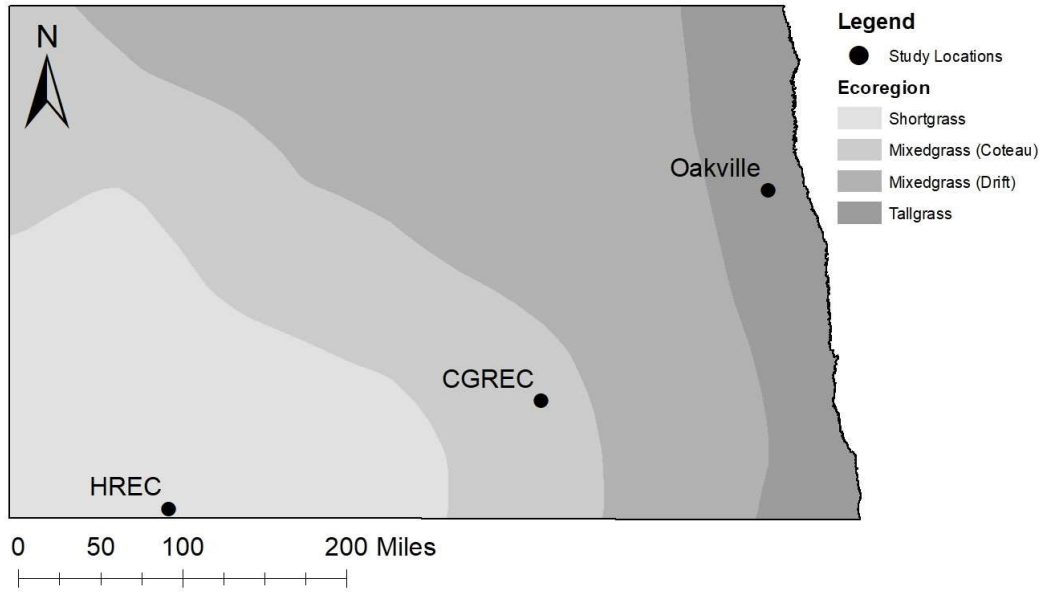 N
Oakville
CGREC
HREC
0 50 100 200 Miles
Legend
Study Locations
Ecoregion
Shortgrass
Mixedgrass (Coteau)
Mixedgrass (Drift)
Tallgrass